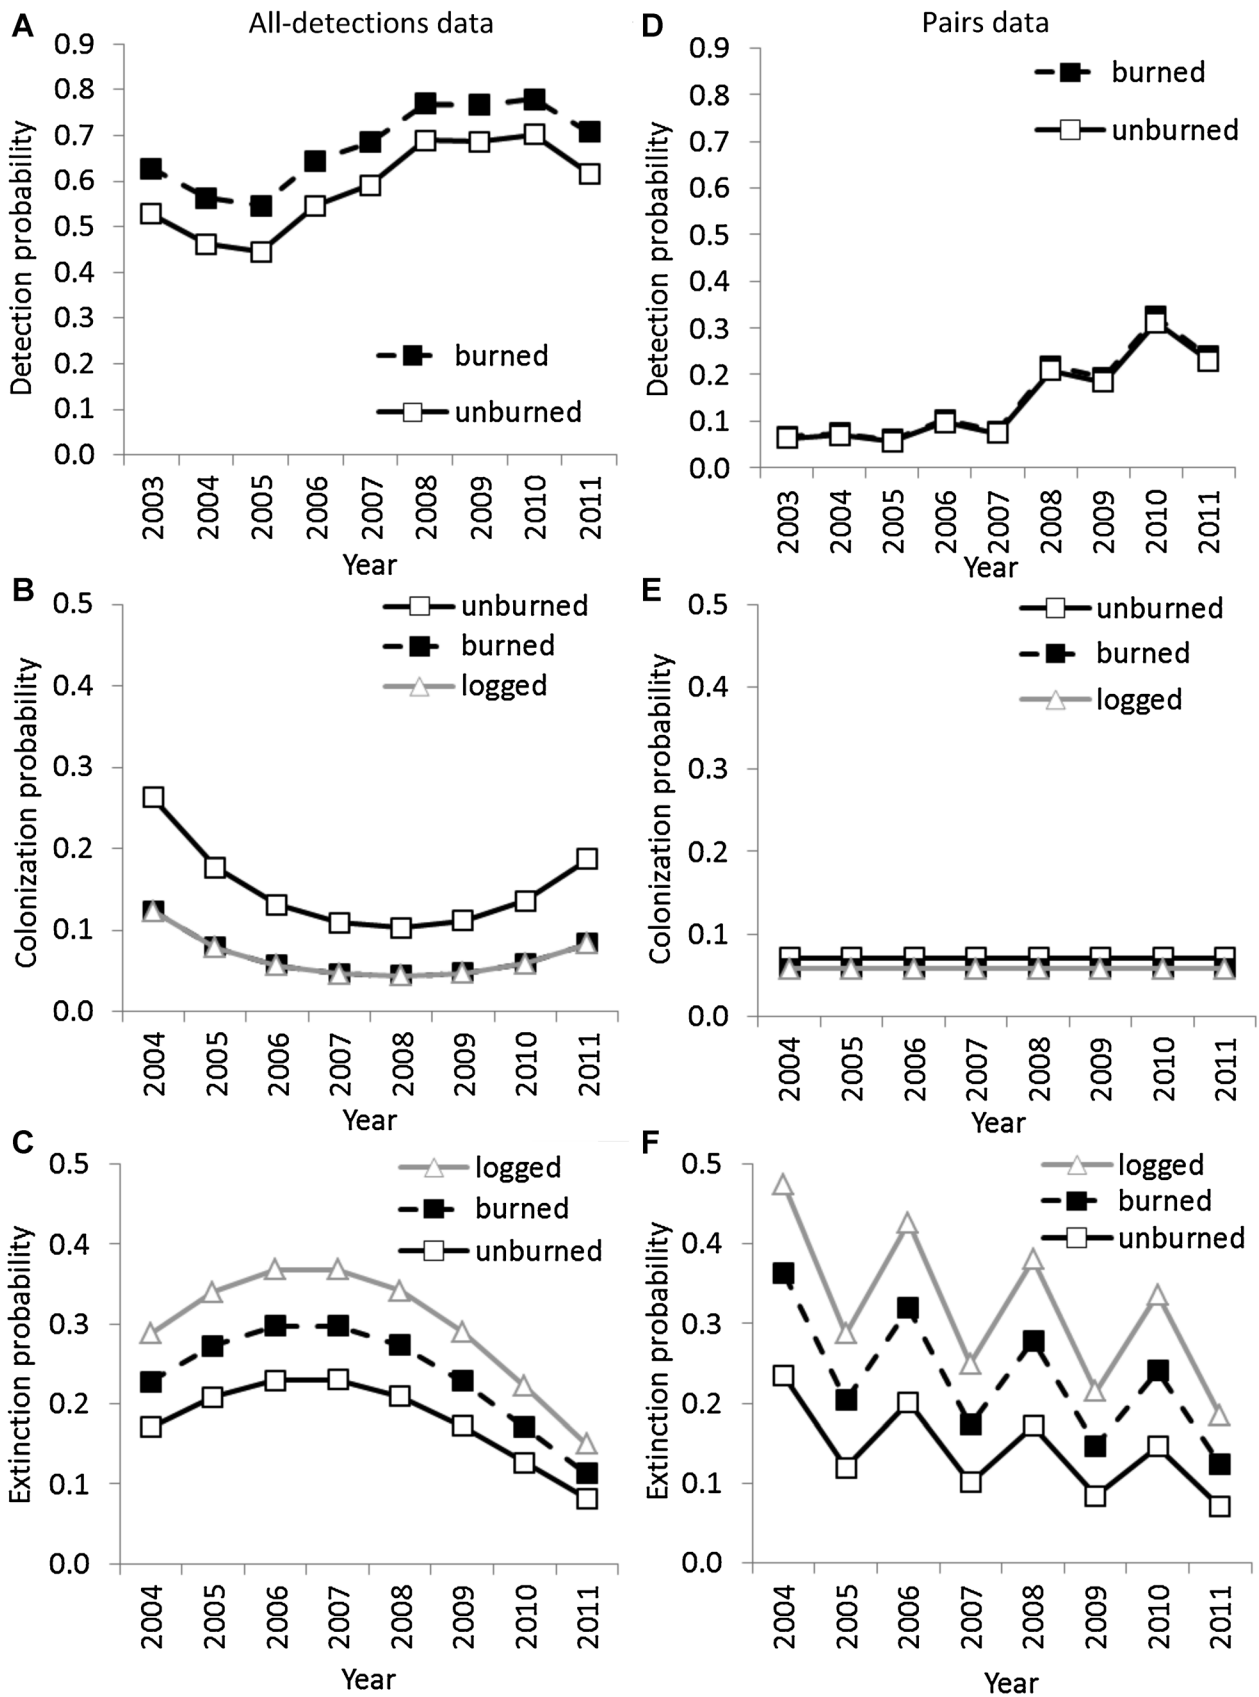 A
All-detections data
0.9
0.8
0.7
0.6
0.5
0.4
0.3
0.2
0.1
0.0
Detection probability
burned
unburned
2003
2004
2005
2006
2007
2008
2009
2010
2011
Year
D
Pairs data
0.9
0.8
0.7
0.6
0.5
0.4
0.3
0.2
0.1
0.0
Detection probability
burned
unburned
2003
2004
2005
2006
2007
2008
2009
2010
2011
Year
B
0.5
0.4
0.3
0.2
0.1
0.0
Colonization probability
unburned
burned
logged
2004
2005
2006
2007
2008
2009
2010
2011
Year
E
0.5
0.4
0.3
0.2
0.1
0.0
Colonization probability
unburned
burned
logged
2004
2005
2006
2007
2008
2009
2010
2011
Year
C
0.5
0.4
0.3
0.2
0.1
0.0
Extinction probability
logged
burned
unburned
2004
2005
2006
2007
2008
2009
2010
2011
Year
F
0.5
0.4
0.3
0.2
0.1
0.0
Extinction probability
logged
burned
unburned
2004
2005
2006
2007
2008
2009
2010
2011
Year